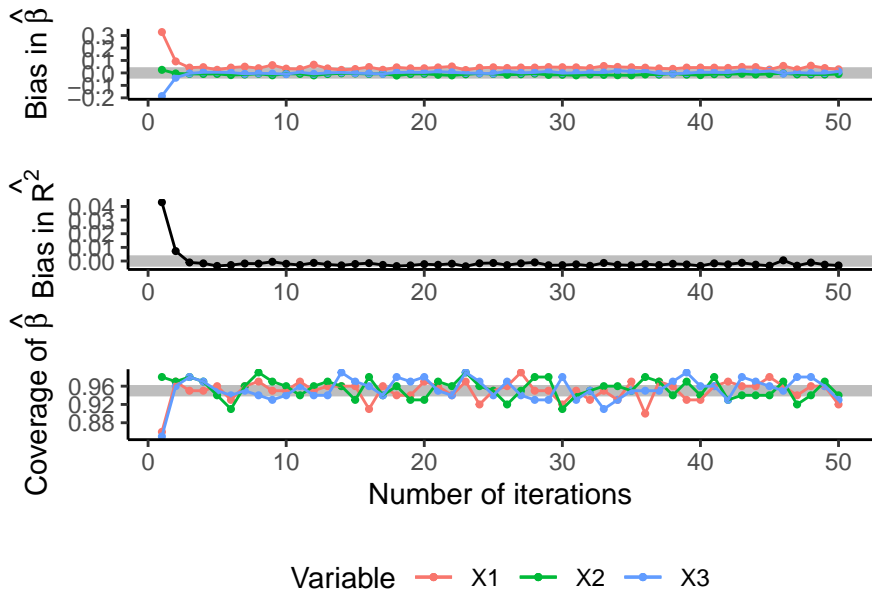 Bias in β̂
0.3
0.2
0.1
0.0
−0.1
−0.2
0 10 20 30 40 50
Bias in R̂²
0.04
0.03
0.02
0.01
0.00
0 10 20 30 40 50
Coverage of β̂
0.96
0.92
0.88
0 10 20 30 40 50
Number of iterations
Variable X1 X2 X3